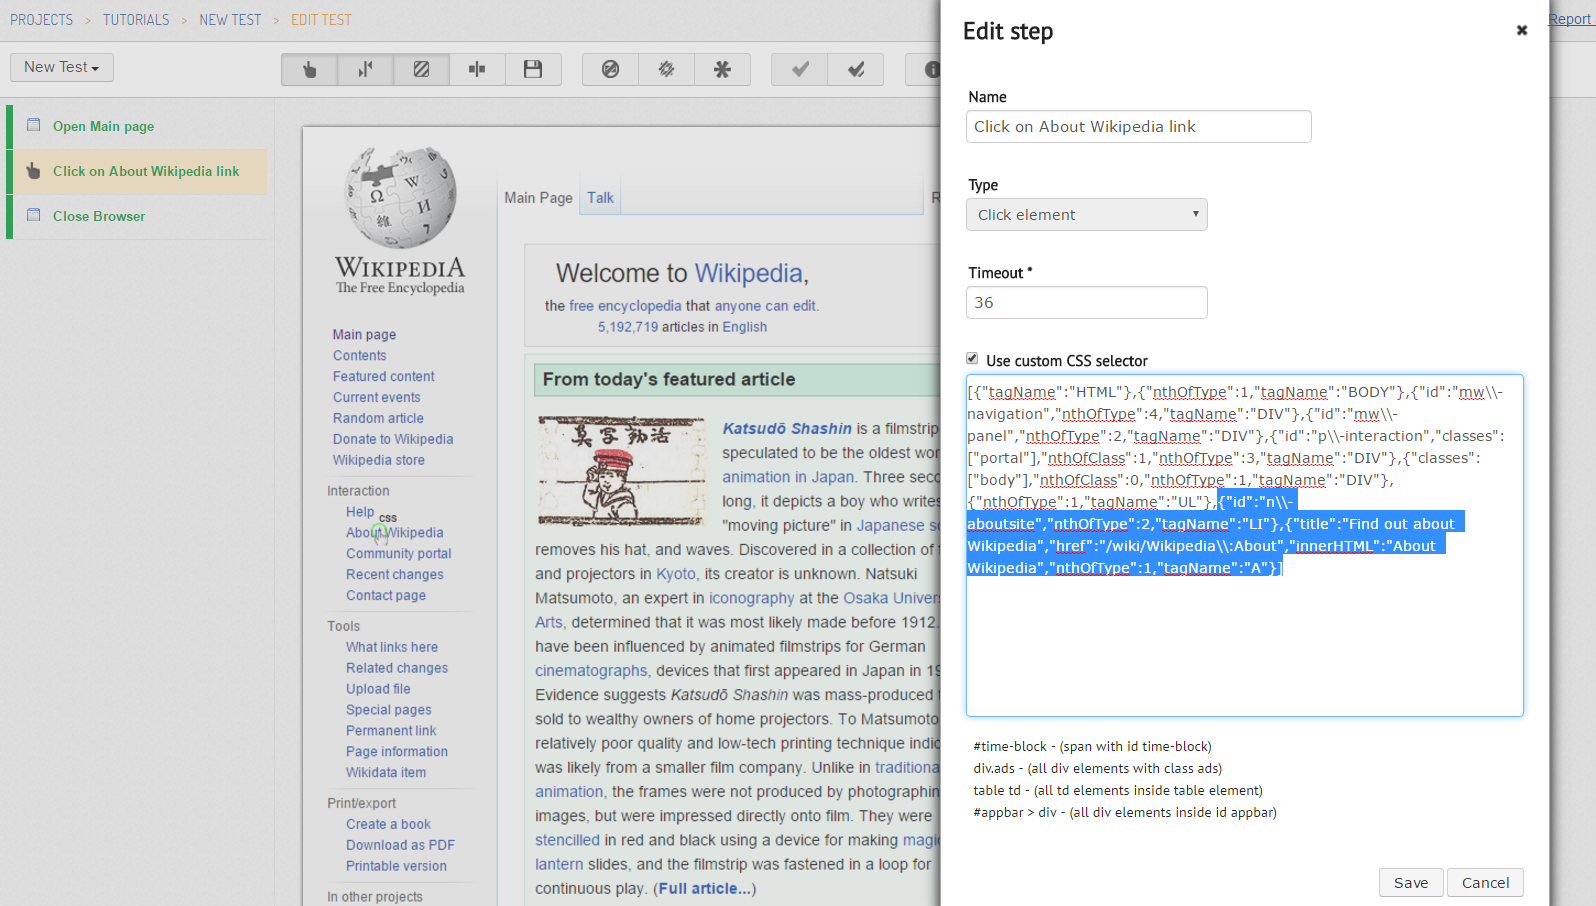 PROJECTS > TUTORIALS > NEW TEST > EDIT TEST
Report
New Test
Open Main page
Click on About Wikipedia link
Close Browser
WIKIPEDIA
The Free Encyclopedia
Main page
Contents
Featured content
Current events
Random article
Donate to Wikipedia
Wikipedia store
Interaction
Help
css
About Wikipedia
Community portal
Recent changes
Contact page
Tools
What links here
Related changes
Upload file
Special pages
Permanent link
Page information
Wikidata item
Print/export
Create a book
Download as PDF
Printable version
In other projects
Main Page Talk R
Welcome to Wikipedia,
the free encyclopedia that anyone can edit.
5,192,719 articles in English
From today's featured article
Katsudō Shashin is a filmstrip
speculated to be the oldest wor
animation in Japan. Three seco
long, it depicts a boy who writes
"moving picture" in Japanese s
removes his hat, and waves. Discovered in a collection of
and projectors in Kyoto, its creator is unknown. Natsuki
Matsumoto, an expert in iconography at the Osaka Univer
Arts, determined that it was most likely made before 1912.
have been influenced by animated filmstrips for German
cinematographs, devices that first appeared in Japan in 19
Evidence suggests Katsudō Shashin was mass-produced
sold to wealthy owners of home projectors. To Matsumoto
relatively poor quality and low-tech printing technique indic
was likely from a smaller film company. Unlike in traditiona
animation, the frames were not produced by photographin
images, but were impressed directly onto film. They were
stencilled in red and black using a device for making magi
lantern slides, and the filmstrip was fastened in a loop for
continuous play. (Full article...)
Edit step
Name
Click on About Wikipedia link
Type
Click element
Timeout *
36
Use custom CSS selector
[{"tagName":"HTML"},{"nthOfType":1,"tagName":"BODY"},{"id":"mw\\-
navigation","nthOfType":4,"tagName":"DIV"},{"id":"mw\\-
panel","nthOfType":2,"tagName":"DIV"},{"id":"p\\-interaction","classes":
["portal"],"nthOfClass":1,"nthOfType":3,"tagName":"DIV"},{"classes":
["body"],"nthOfClass":0,"nthOfType":1,"tagName":"DIV"},
{"nthOfType":1,"tagName":"UL"},{"id":"n\\-
aboutsite","nthOfType":2,"tagName":"LI"},{"title":"Find out about
Wikipedia","href":"/wiki/Wikipedia\\:About","innerHTML":"About
Wikipedia","nthOfType":1,"tagName":"A"}]
#time-block - (span with id time-block)
div.ads - (all div elements with class ads)
table td - (all td elements inside table element)
#appbar > div - (all div elements inside id appbar)
Save Cancel